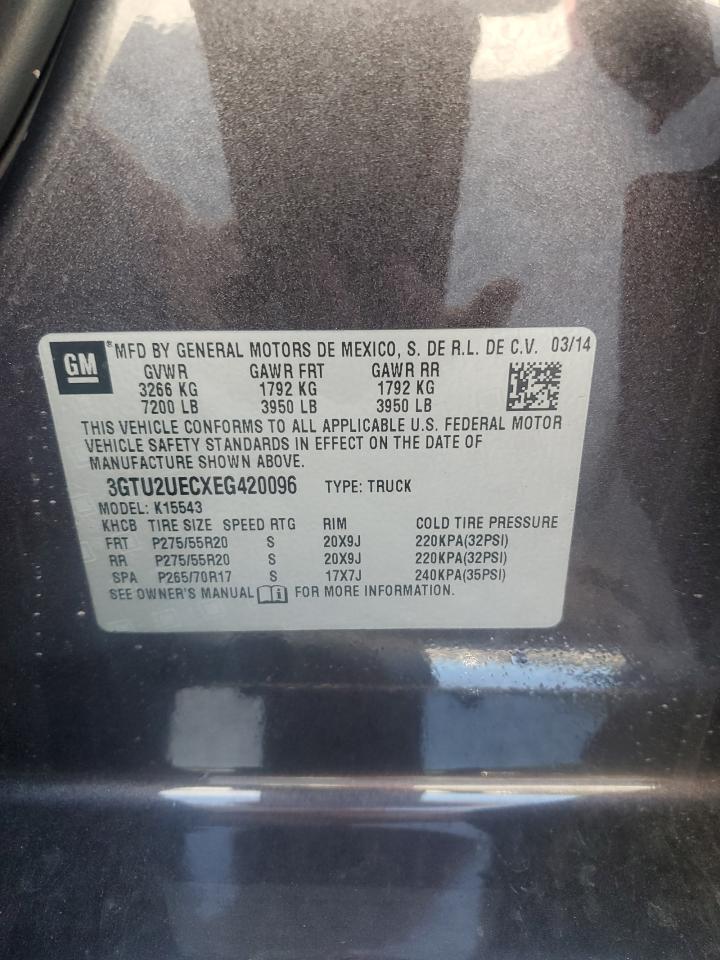 GM ® MFD BY GENERAL MOTORS DE MEXICO, S. DE R.L. DE C.V. 03/14
GVWR GAWR FRT GAWR RR
3266 KG 1792 KG 1792 KG
7200 LB 3950 LB 3950 LB
THIS VEHICLE CONFORMS TO ALL APPLICABLE U.S. FEDERAL MOTOR
VEHICLE SAFETY STANDARDS IN EFFECT ON THE DATE OF
MANUFACTURE SHOWN ABOVE.
3GTU2UECXEG420096 TYPE: TRUCK
MODEL: K15543
KHCB TIRE SIZE SPEED RTG RIM COLD TIRE PRESSURE
FRT P275/55R20 S 20X9J 220KPA(32PSI)
RR P275/55R20 S 20X9J 220KPA(32PSI)
SPA P265/70R17 S 17X7J 240KPA(35PSI)
SEE OWNER'S MANUAL i FOR MORE INFORMATION.